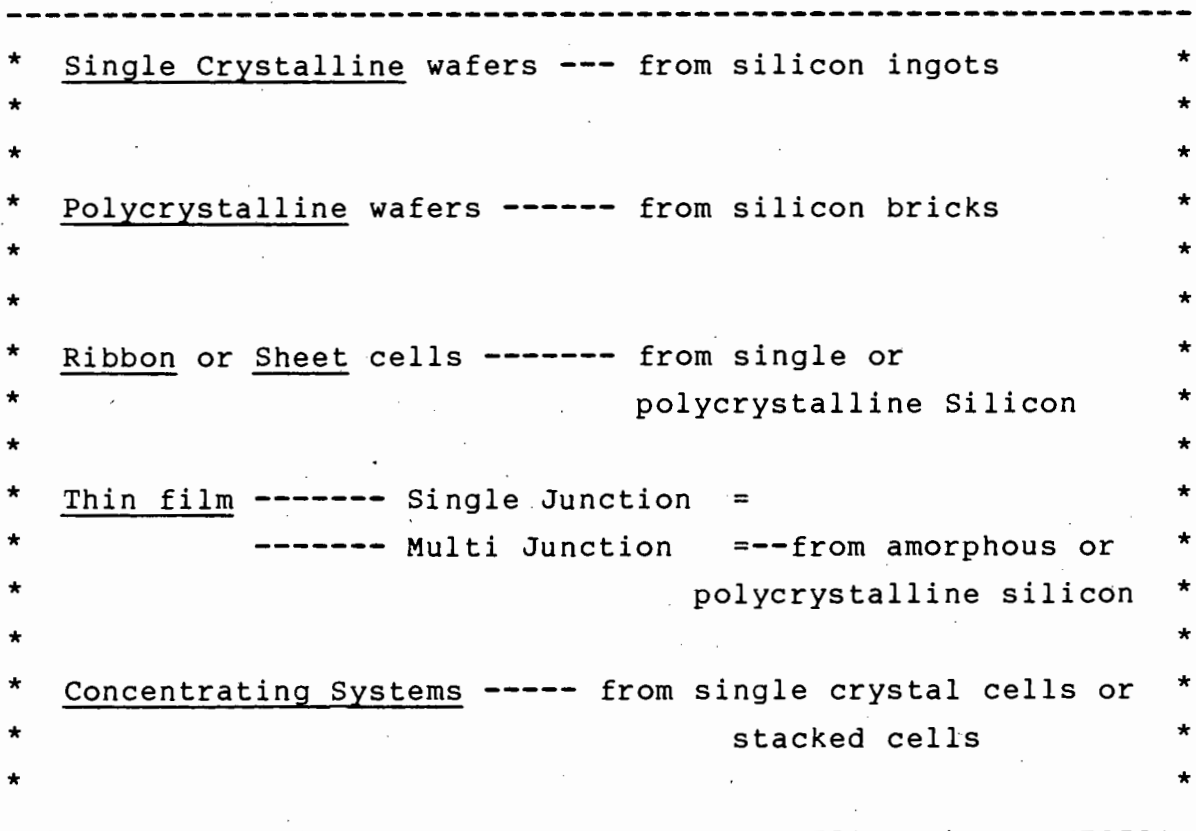 ------------------------------------------------------------------
* Single Crystalline wafers --- from silicon ingots *
* *
* *
* Polycrystalline wafers ------ from silicon bricks *
* *
* *
* Ribbon or Sheet cells ------- from single or *
* polycrystalline Silicon *
* *
* Thin film ------- Single Junction = *
* ------- Multi Junction =--from amorphous or *
* polycrystalline silicon *
* *
* Concentrating Systems ----- from single crystal cells or *
* stacked cells *
* *